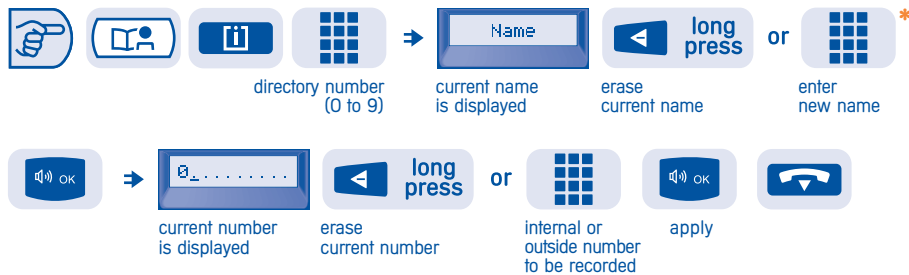 Name
long
press
or
*
directory number
(0 to 9)
current name
is displayed
erase
current name
enter
new name
OK
0_........
long
press
or
OK
current number
is displayed
erase
current number
internal or
outside number
to be recorded
apply